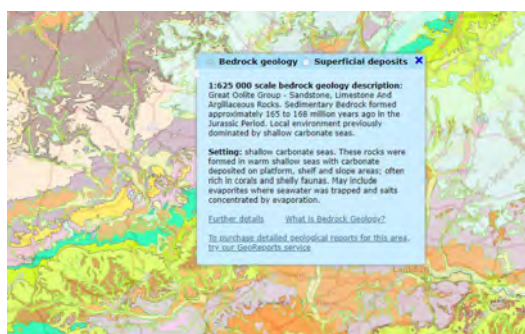 Bedrock geology Superficial deposits X
1:625 000 scale bedrock geology description:
Great Oolite Group - Sandstone, Limestone And
Argillaceous Rocks. Sedimentary Bedrock formed
approximately 165 to 168 million years ago in the
Jurassic Period. Local environment previously
dominated by shallow carbonate seas.
Setting: shallow carbonate seas. These rocks were
formed in warm shallow seas with carbonate
deposited on platform, shelf and slope areas; often
rich in corals and shelly faunas. May include
evaporites where seawater was trapped and salts
concentrated by evaporation.
Further details What Is Bedrock Geology?
To purchase detailed geological reports for this area,
try our GeoReports service
London